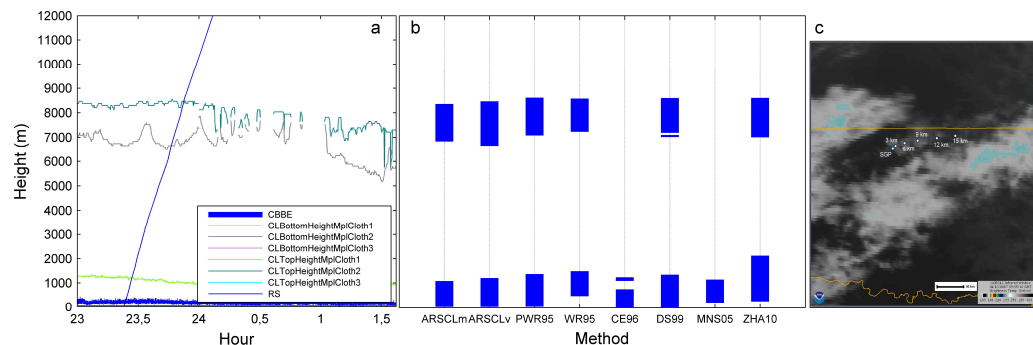 a
12000
11000
10000
9000
8000
7000
6000
5000
4000
3000
2000
1000
0
Height (m)
23
23,5
24
0,5
1
1,5
Hour
CBBE
CLBottomHeightMplCloth1
CLBottomHeightMplCloth2
CLBottomHeightMplCloth3
CLTopHeightMplCloth1
CLTopHeightMplCloth2
CLTopHeightMplCloth3
RS
b
ARSCLm ARSCLv PWR95 WR95 CE96 DS99 MNS05 ZHA10
Method
c
3 km
6 km
9 km
12 km
15 km
SGP